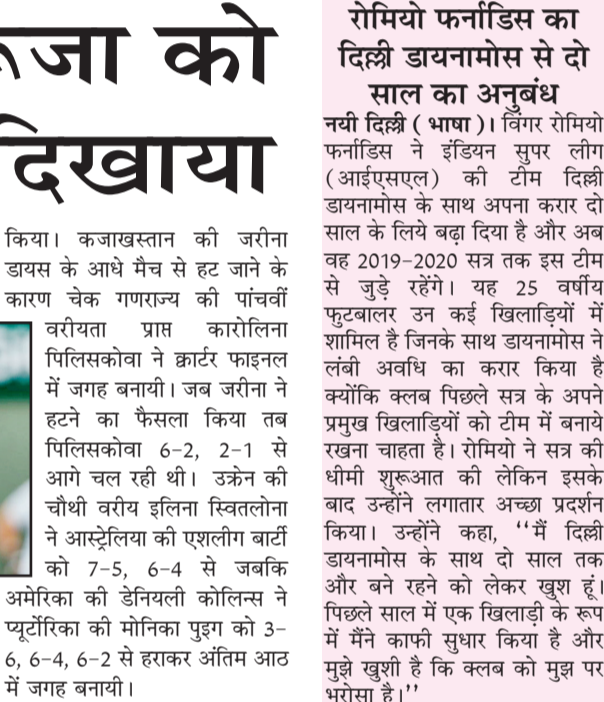 जा को
दिखाया
किया। कजाखस्तान की जरीना
डायस के आधे मैच से हट जाने के
कारण चेक गणराज्य की पांचवीं
वरीयता प्राप्त कारोलिना
पिलिसकोवा ने क्वार्टर फाइनल
में जगह बनायी। जब जरीना ने
हटने का फैसला किया तब
पिलिसकोवा 6-2, 2-1 से
आगे चल रही थी। उक्रेन की
चौथी वरीय इलिना स्वितलोना
ने आस्ट्रेलिया की एशलीग बार्टी
को 7-5, 6-4 से जबकि
अमेरिका की डेनियली कोलिन्स ने
प्यूर्टोरिका की मोनिका पुइग को 3-
6, 6-4, 6-2 से हराकर अंतिम आठ
में जगह बनायी।
रोमियो फर्नाडिस का
दिल्ली डायनामोस से दो
साल का अनुबंध
नयी दिल्ली ( भाषा )। विंगर रोमियो
फर्नाडिस ने इंडियन सुपर लीग
(आईएसएल) की टीम दिल्ली
डायनामोस के साथ अपना करार दो
साल के लिये बढ़ा दिया है और अब
वह 2019-2020 सत्र तक इस टीम
से जुड़े रहेंगे। यह 25 वर्षीय
फुटबालर उन कई खिलाड़ियों में
शामिल है जिनके साथ डायनामोस ने
लंबी अवधि का करार किया है
क्योंकि क्लब पिछले सत्र के अपने
प्रमुख खिलाड़ियों को टीम में बनाये
रखना चाहता है। रोमियो ने सत्र की
धीमी शुरूआत की लेकिन इसके
बाद उन्होंने लगातार अच्छा प्रदर्शन
किया। उन्होंने कहा, ‘‘मैं दिल्ली
डायनामोस के साथ दो साल तक
और बने रहने को लेकर खुश हूं।
पिछले साल में एक खिलाड़ी के रूप
में मैंने काफी सुधार किया है और
मुझे खुशी है कि क्लब को मुझ पर
भरोसा है।’’